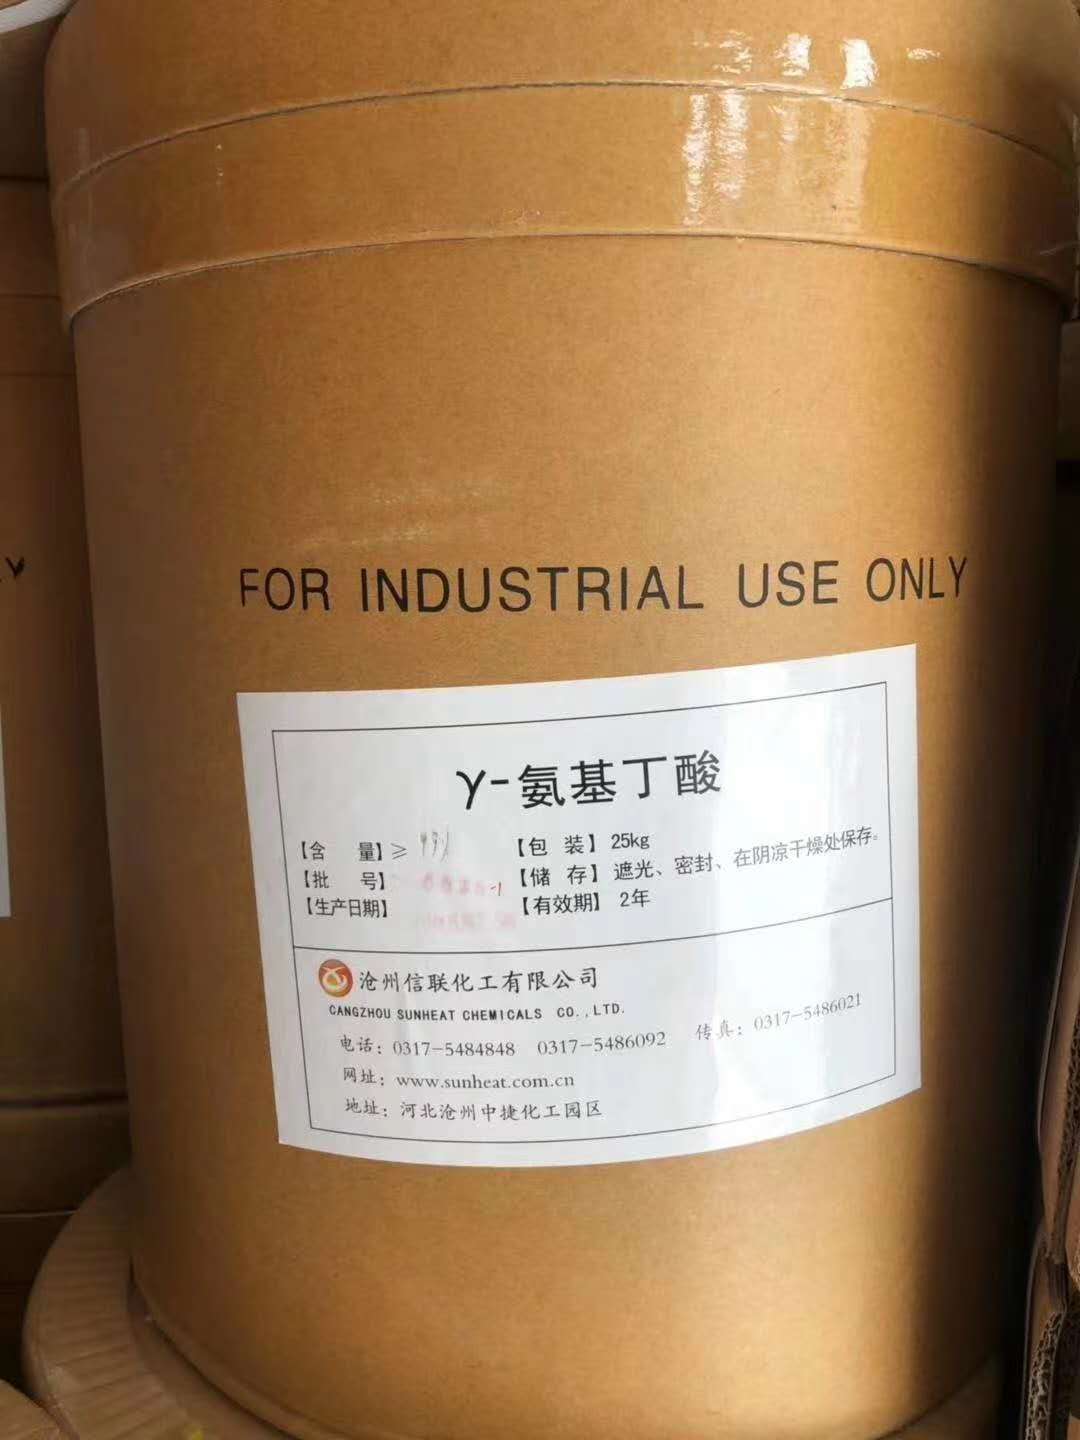 FOR INDUSTRIAL USE ONLY
γ-氨基丁酸
【含 量】≥ 99%
【包 装】25kg
【批 号】
【储 存】遮光、密封、在阴凉干燥处保存。
【生产日期】
【有效期】2年
沧州信联化工有限公司
CANGZHOU SUNHEAT CHEMICALS CO.,LTD.
电话：0317-5484848 0317-5486092 传真：0317-5486021
网址：www.sunheat.com.cn
地址：河北沧州中捷化工园区